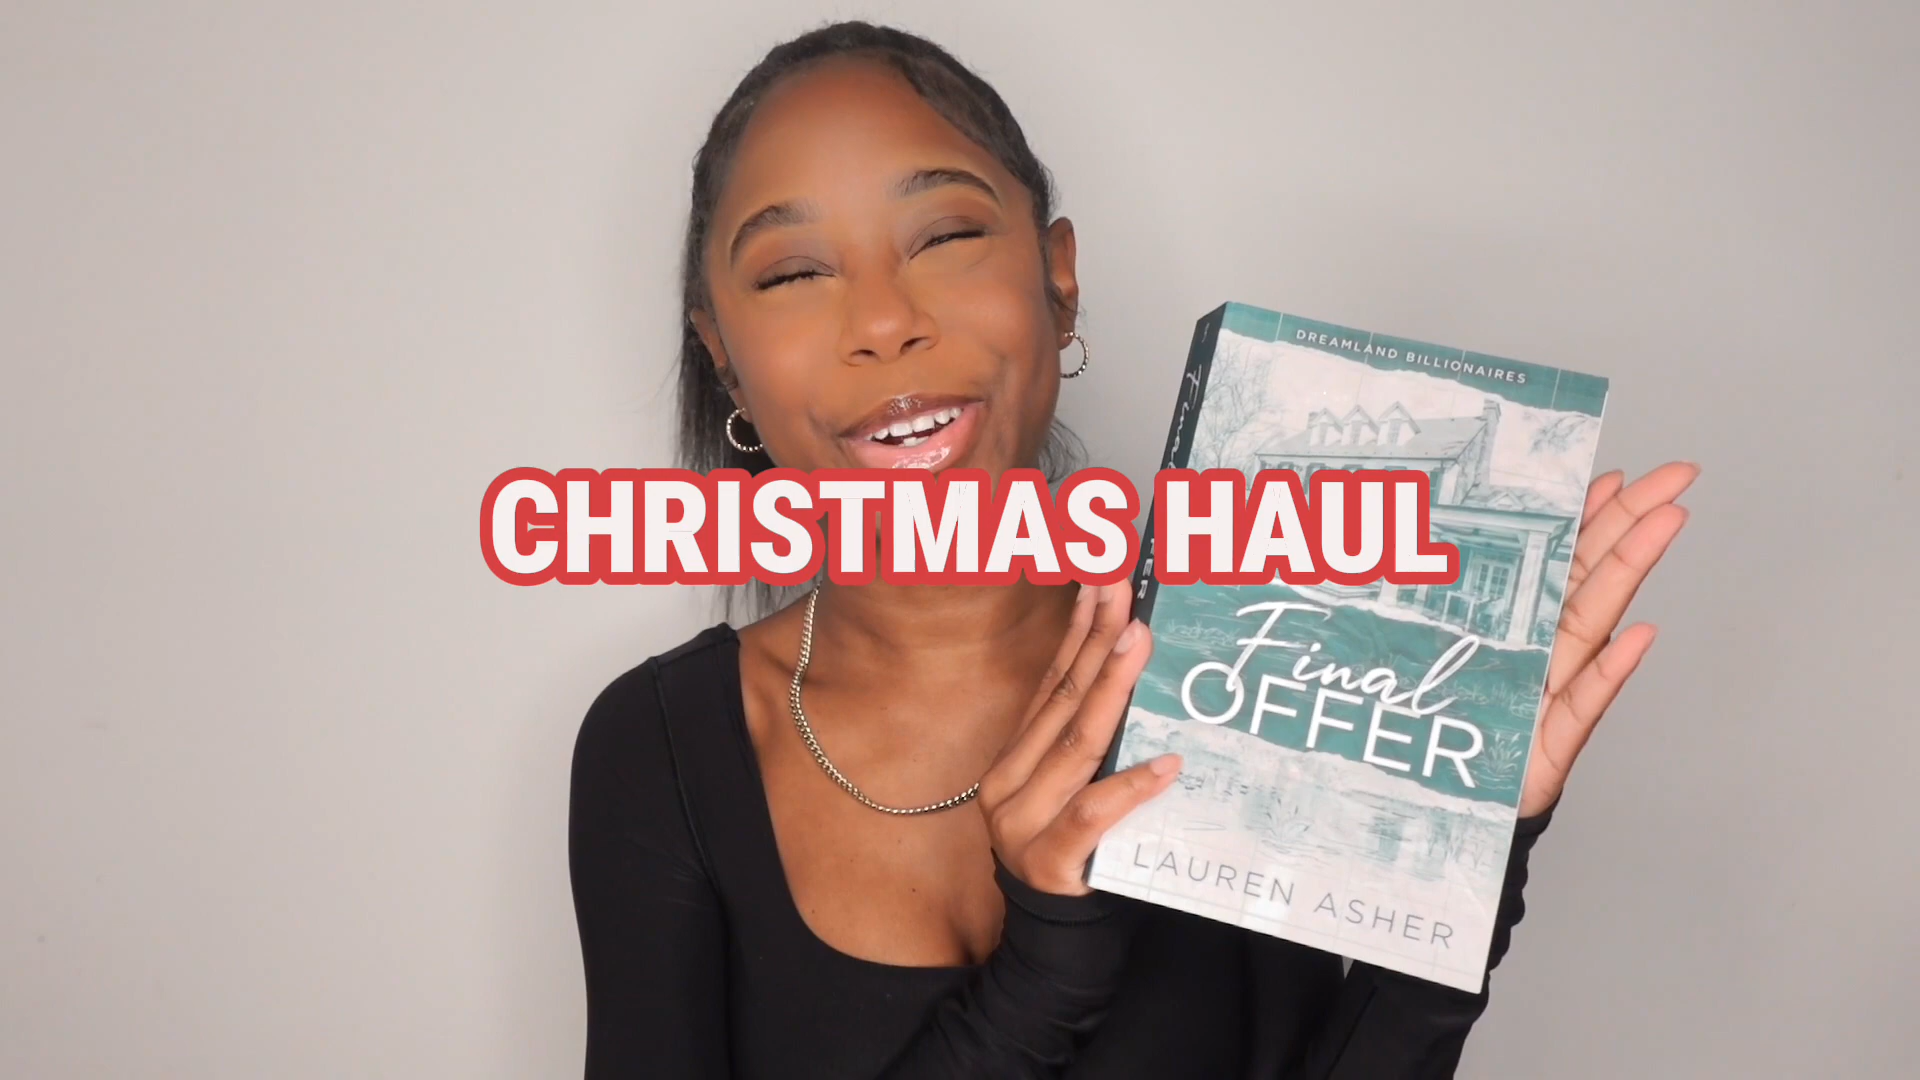 DREAMLAND BILLIONAIRES
CHRISTMAS HAUL
Final
OFFER
LAUREN ASHER